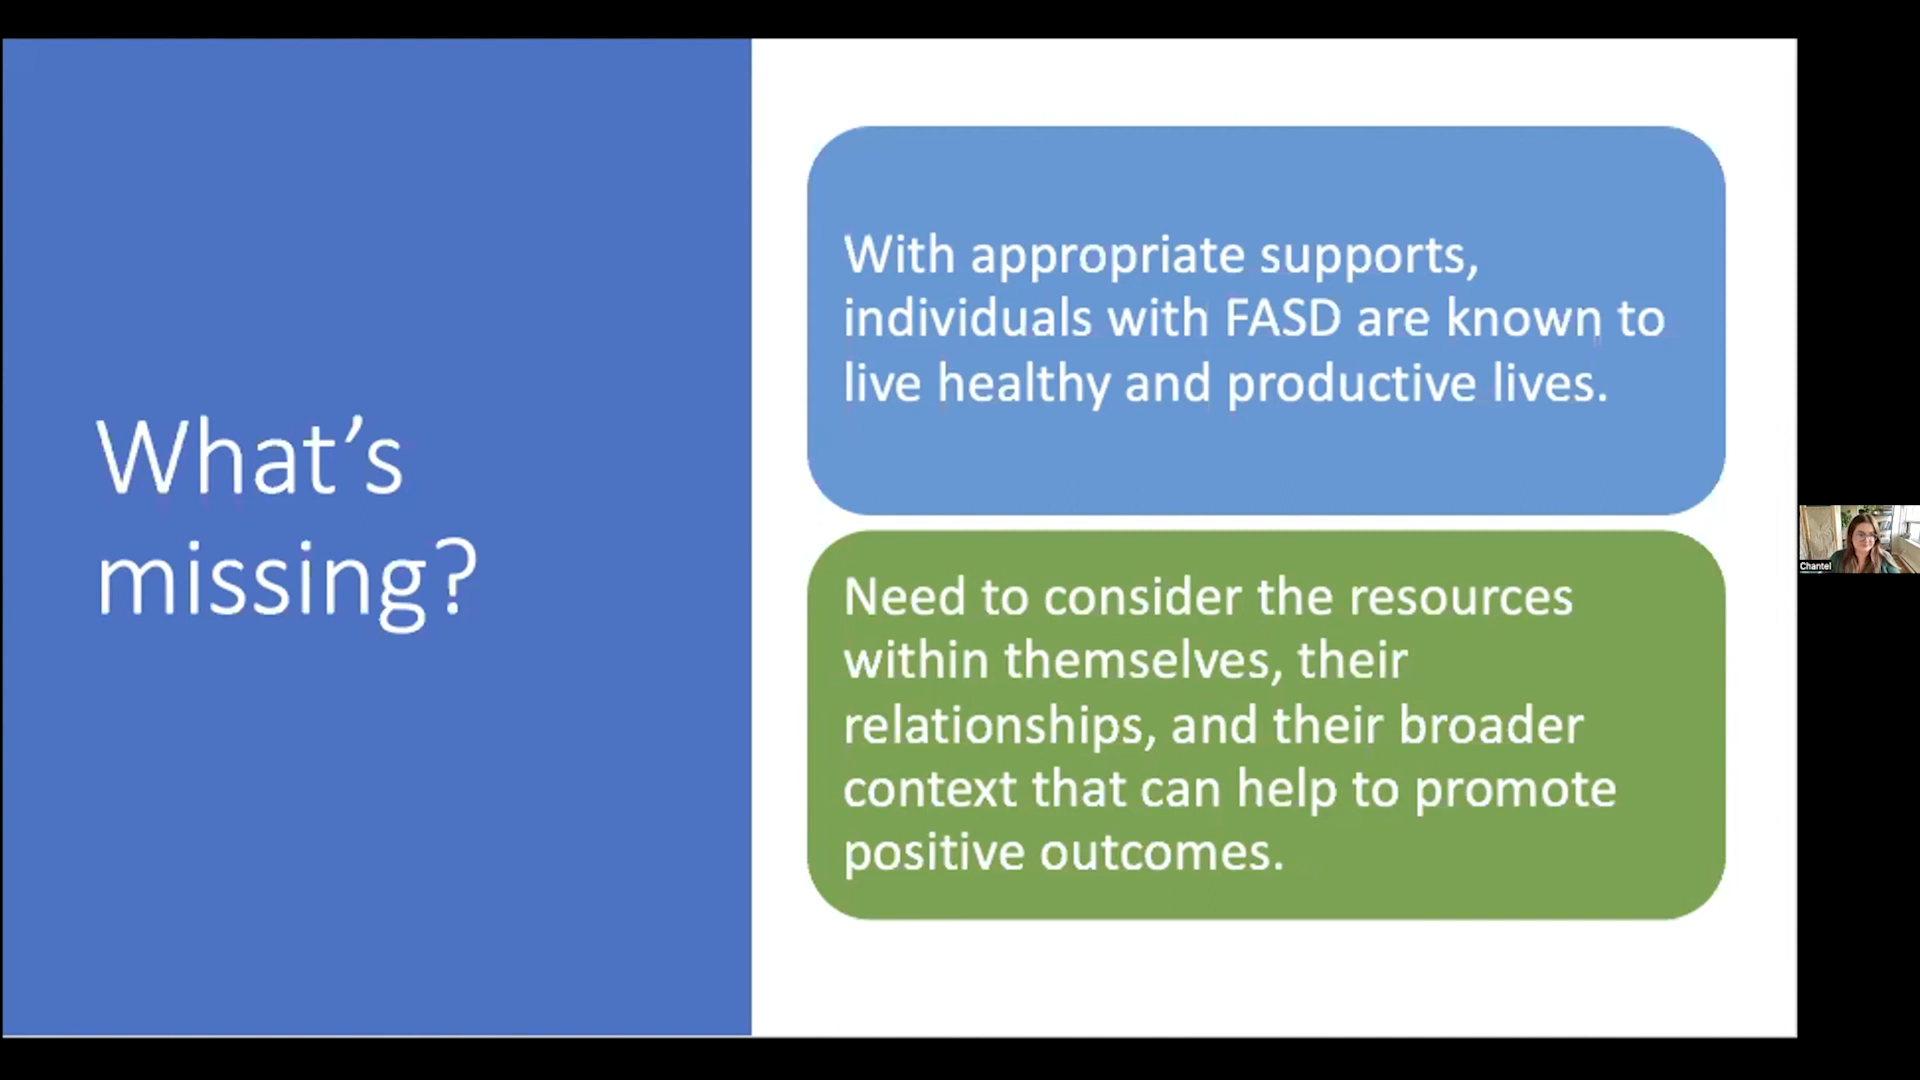 What’s
missing?
With appropriate supports,
individuals with FASD are known to
live healthy and productive lives.
Need to consider the resources
within themselves, their
relationships, and their broader
context that can help to promote
positive outcomes.
Chantel